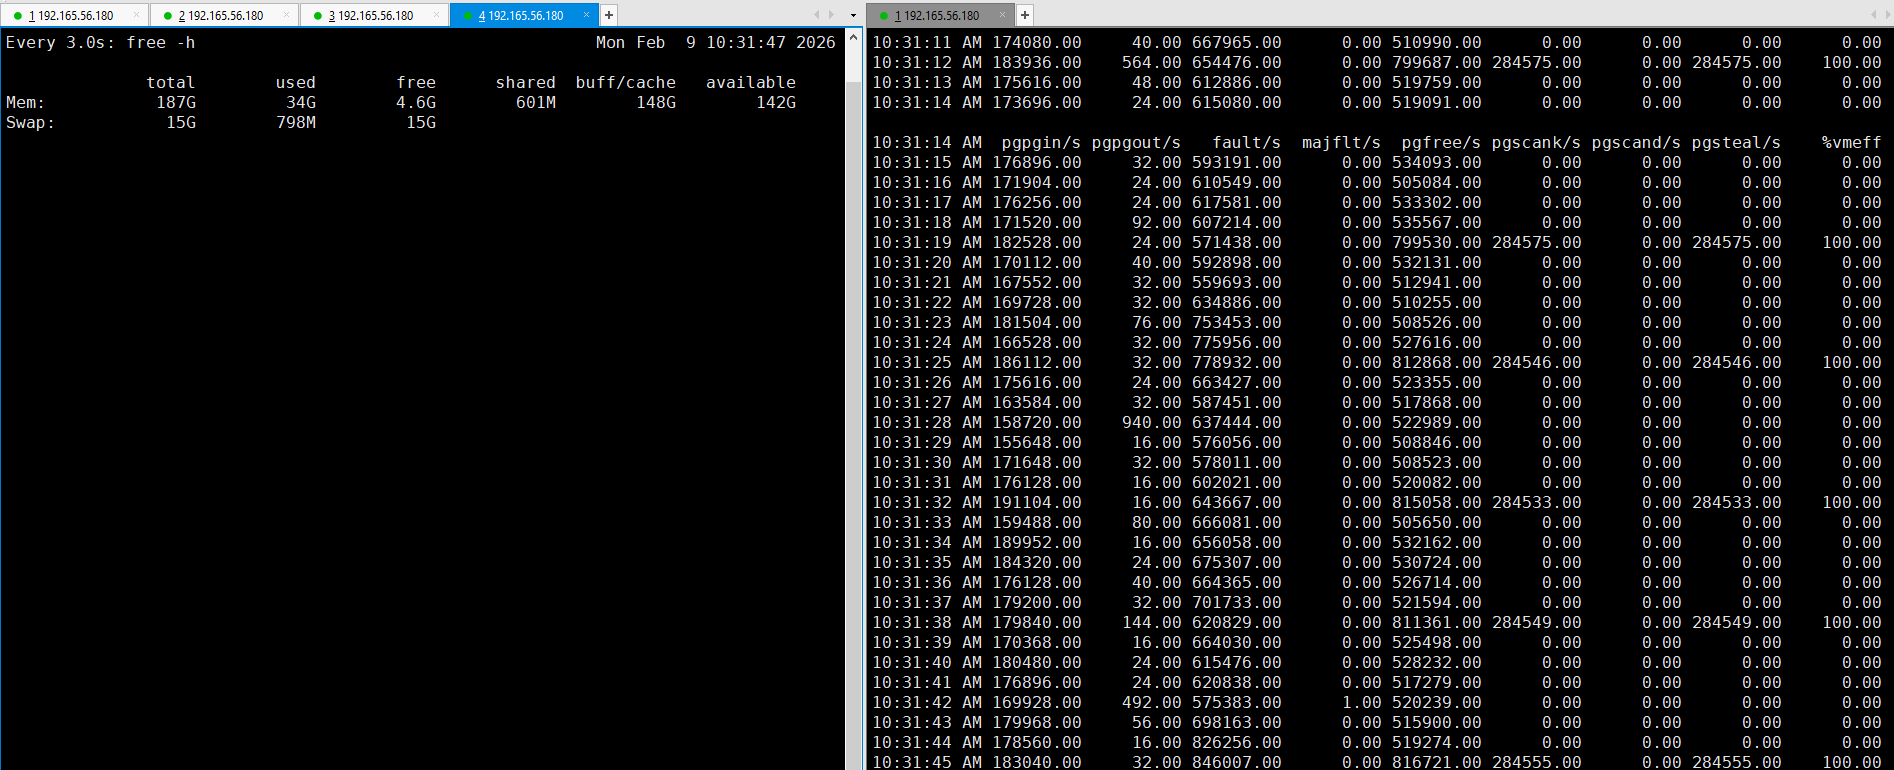 1 192.165.56.180 × 2 192.165.56.180 × 3 192.165.56.180 × 4 192.165.56.180 × +
Every 3.0s: free -h Mon Feb 9 10:31:47 2026
total used free shared buff/cache available
Mem: 187G 34G 4.6G 601M 148G 142G
Swap: 15G 798M 15G
1 192.165.56.180 × +
10:31:11 AM 174080.00 40.00 667965.00 0.00 510990.00 0.00 0.00 0.00 0.00
10:31:12 AM 183936.00 564.00 654476.00 0.00 799687.00 284575.00 0.00 284575.00 100.00
10:31:13 AM 175616.00 48.00 612886.00 0.00 519759.00 0.00 0.00 0.00 0.00
10:31:14 AM 173696.00 24.00 615080.00 0.00 519091.00 0.00 0.00 0.00 0.00
10:31:14 AM pgpgin/s pgpgout/s fault/s majflt/s pgfree/s pgscank/s pgscand/s pgsteal/s %vmeff
10:31:15 AM 176896.00 32.00 593191.00 0.00 534093.00 0.00 0.00 0.00 0.00
10:31:16 AM 171904.00 24.00 610549.00 0.00 505084.00 0.00 0.00 0.00 0.00
10:31:17 AM 176256.00 24.00 617581.00 0.00 533302.00 0.00 0.00 0.00 0.00
10:31:18 AM 171520.00 92.00 607214.00 0.00 535567.00 0.00 0.00 0.00 0.00
10:31:19 AM 182528.00 24.00 571438.00 0.00 799530.00 284575.00 0.00 284575.00 100.00
10:31:20 AM 170112.00 40.00 592898.00 0.00 532131.00 0.00 0.00 0.00 0.00
10:31:21 AM 167552.00 32.00 559693.00 0.00 512941.00 0.00 0.00 0.00 0.00
10:31:22 AM 169728.00 32.00 634886.00 0.00 510255.00 0.00 0.00 0.00 0.00
10:31:23 AM 181504.00 76.00 753453.00 0.00 508526.00 0.00 0.00 0.00 0.00
10:31:24 AM 166528.00 32.00 775956.00 0.00 527616.00 0.00 0.00 0.00 0.00
10:31:25 AM 186112.00 32.00 778932.00 0.00 812868.00 284546.00 0.00 284546.00 100.00
10:31:26 AM 175616.00 24.00 663427.00 0.00 523355.00 0.00 0.00 0.00 0.00
10:31:27 AM 163584.00 32.00 587451.00 0.00 517868.00 0.00 0.00 0.00 0.00
10:31:28 AM 158720.00 940.00 637444.00 0.00 522989.00 0.00 0.00 0.00 0.00
10:31:29 AM 155648.00 16.00 576056.00 0.00 508846.00 0.00 0.00 0.00 0.00
10:31:30 AM 171648.00 32.00 578011.00 0.00 508523.00 0.00 0.00 0.00 0.00
10:31:31 AM 176128.00 16.00 602021.00 0.00 520082.00 0.00 0.00 0.00 0.00
10:31:32 AM 191104.00 16.00 643667.00 0.00 815058.00 284533.00 0.00 284533.00 100.00
10:31:33 AM 159488.00 80.00 666081.00 0.00 505650.00 0.00 0.00 0.00 0.00
10:31:34 AM 189952.00 16.00 656058.00 0.00 532162.00 0.00 0.00 0.00 0.00
10:31:35 AM 184320.00 24.00 675307.00 0.00 530724.00 0.00 0.00 0.00 0.00
10:31:36 AM 176128.00 40.00 664365.00 0.00 526714.00 0.00 0.00 0.00 0.00
10:31:37 AM 179200.00 32.00 701733.00 0.00 521594.00 0.00 0.00 0.00 0.00
10:31:38 AM 179840.00 144.00 620829.00 0.00 811361.00 284549.00 0.00 284549.00 100.00
10:31:39 AM 170368.00 16.00 664030.00 0.00 525498.00 0.00 0.00 0.00 0.00
10:31:40 AM 180480.00 24.00 615476.00 0.00 528232.00 0.00 0.00 0.00 0.00
10:31:41 AM 176896.00 24.00 620838.00 0.00 517279.00 0.00 0.00 0.00 0.00
10:31:42 AM 169928.00 492.00 575383.00 1.00 520239.00 0.00 0.00 0.00 0.00
10:31:43 AM 179968.00 56.00 698163.00 0.00 515900.00 0.00 0.00 0.00 0.00
10:31:44 AM 178560.00 16.00 826256.00 0.00 519274.00 0.00 0.00 0.00 0.00
10:31:45 AM 183040.00 32.00 846007.00 0.00 816721.00 284555.00 0.00 284555.00 100.00